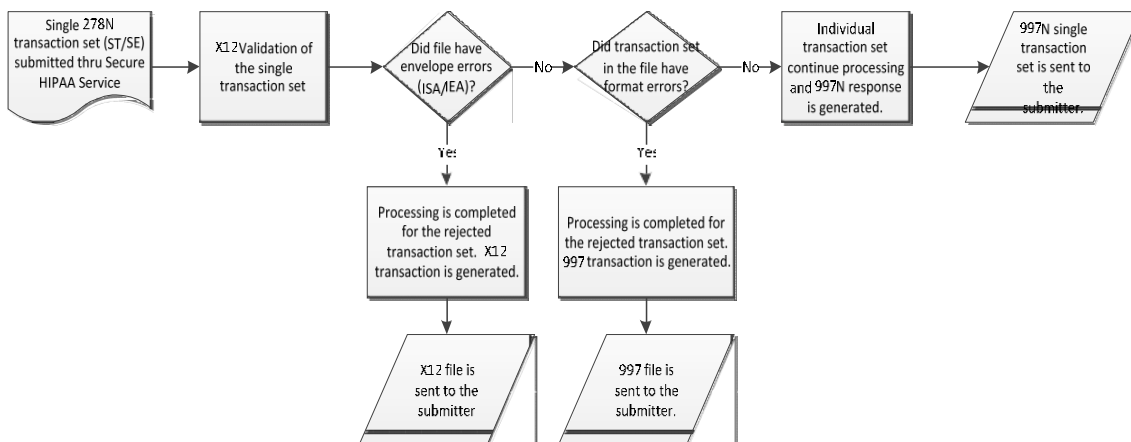 Single 278N
transaction set (ST/SE)
submitted thru Secure
HIPAA Service
X12 Validation of
the single
transaction set
Did file have
envelope errors
(ISA/IEA)?
No
Did transaction set
in the file have
format errors?
No
Individual
transaction set
continue processing
and 997N response
is generated.
997N single
transaction
set is sent to
the
submitter.
Yes
Yes
Processing is completed
for the rejected
transaction set. X12
transaction is generated.
Processing is completed for
the rejected transaction set.
997 transaction is generated.
X12 file is
sent to the
submitter
997 file is
sent to the
submitter.